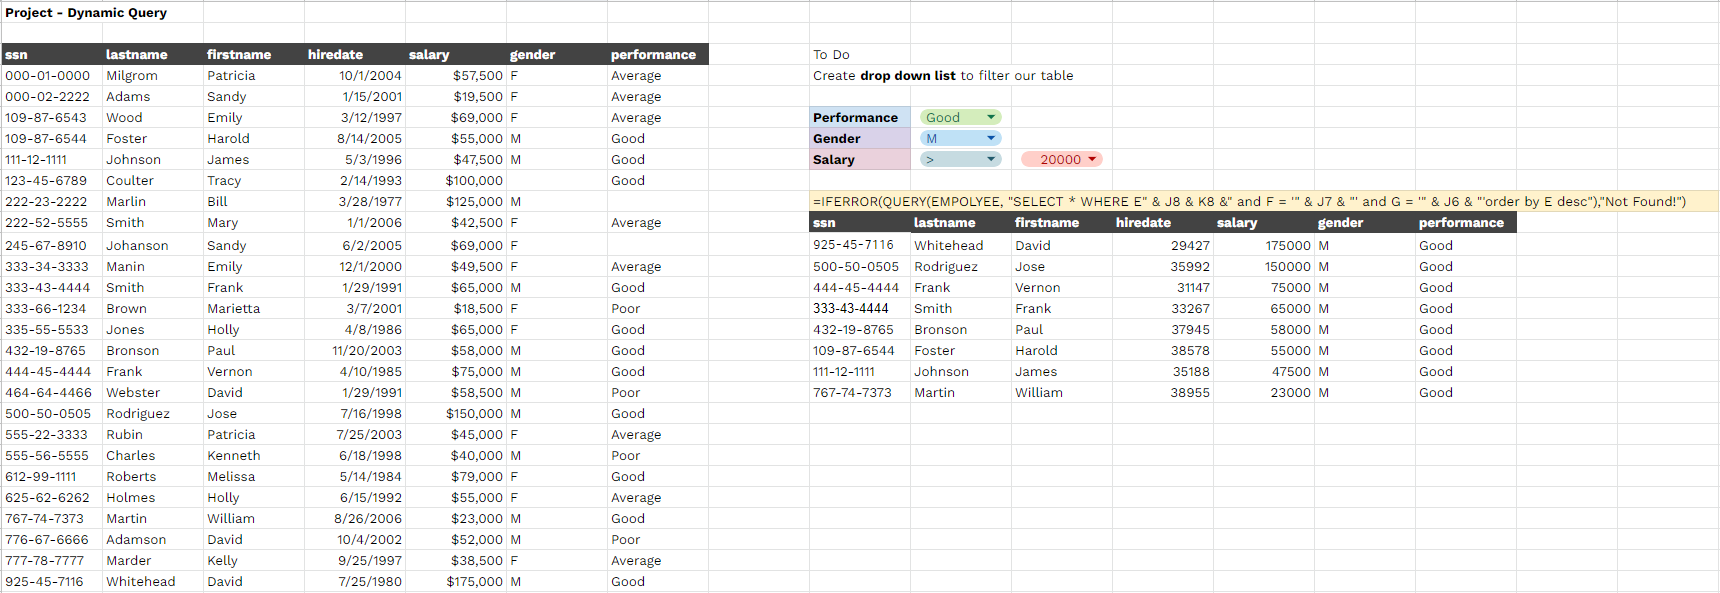 Project - Dynamic Query
ssn lastname firstname hiredate salary gender performance
000-01-0000 Milgrom Patricia 10/1/2004 $57,500 F Average
000-02-2222 Adams Sandy 1/15/2001 $19,500 F Average
109-87-6543 Wood Emily 3/12/1997 $69,000 F Average
109-87-6544 Foster Harold 8/14/2005 $55,000 M Good
111-12-1111 Johnson James 5/3/1996 $47,500 M Good
123-45-6789 Coulter Tracy 2/14/1993 $100,000 Good
222-23-2222 Marlin Bill 3/28/1977 $125,000 M
222-52-5555 Smith Mary 1/1/2006 $42,500 F Average
245-67-8910 Johanson Sandy 6/2/2005 $69,000 F
333-34-3333 Manin Emily 12/1/2000 $49,500 F Average
333-43-4444 Smith Frank 1/29/1991 $65,000 M Good
333-66-1234 Brown Marietta 3/7/2001 $18,500 F Poor
335-55-5533 Jones Holly 4/8/1986 $65,000 F Good
432-19-8765 Bronson Paul 11/20/2003 $58,000 M Good
444-45-4444 Frank Vernon 4/10/1985 $75,000 M Good
464-64-4466 Webster David 1/29/1991 $58,500 M Poor
500-50-0505 Rodriguez Jose 7/16/1998 $150,000 M Good
555-22-3333 Rubin Patricia 7/25/2003 $45,000 F Average
555-56-5555 Charles Kenneth 6/18/1998 $40,000 M Poor
612-99-1111 Roberts Melissa 5/14/1984 $79,000 F Good
625-62-6262 Holmes Holly 6/15/1992 $55,000 F Average
767-74-7373 Martin William 8/26/2006 $23,000 M Good
776-67-6666 Adamson David 10/4/2002 $52,000 M Poor
777-78-7777 Marder Kelly 9/25/1997 $38,500 F Average
925-45-7116 Whitehead David 7/25/1980 $175,000 M Good
To Do
Create drop down list to filter our table
Performance Good
Gender M
Salary > 20000
=IFERROR(QUERY(EMPOLYEE, "SELECT * WHERE E" & J8 & K8 &" and F = '" & J7 & "' and G = '" & J6 & "'order by E desc"),"Not Found!")
ssn lastname firstname hiredate salary gender performance
925-45-7116 Whitehead David 29427 175000 M Good
500-50-0505 Rodriguez Jose 35992 150000 M Good
444-45-4444 Frank Vernon 31147 75000 M Good
333-43-4444 Smith Frank 33267 65000 M Good
432-19-8765 Bronson Paul 37945 58000 M Good
109-87-6544 Foster Harold 38578 55000 M Good
111-12-1111 Johnson James 35188 47500 M Good
767-74-7373 Martin William 38955 23000 M Good